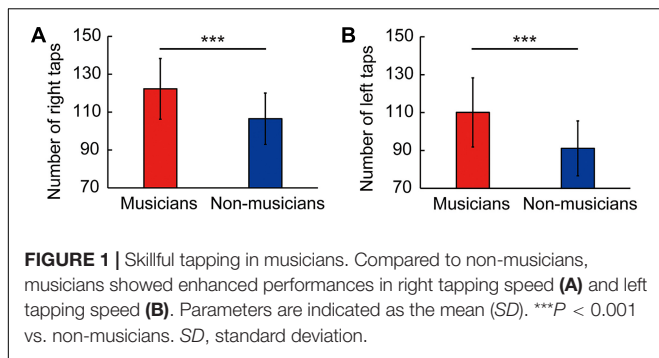 A
B
***
***
Number of right taps
150
130
110
90
70
Musicians Non-musicians
Number of left taps
150
130
110
90
70
Musicians Non-musicians
FIGURE 1 | Skillful tapping in musicians. Compared to non-musicians,
musicians showed enhanced performances in right tapping speed (A) and left
tapping speed (B). Parameters are indicated as the mean (SD). ***P < 0.001
vs. non-musicians. SD, standard deviation.